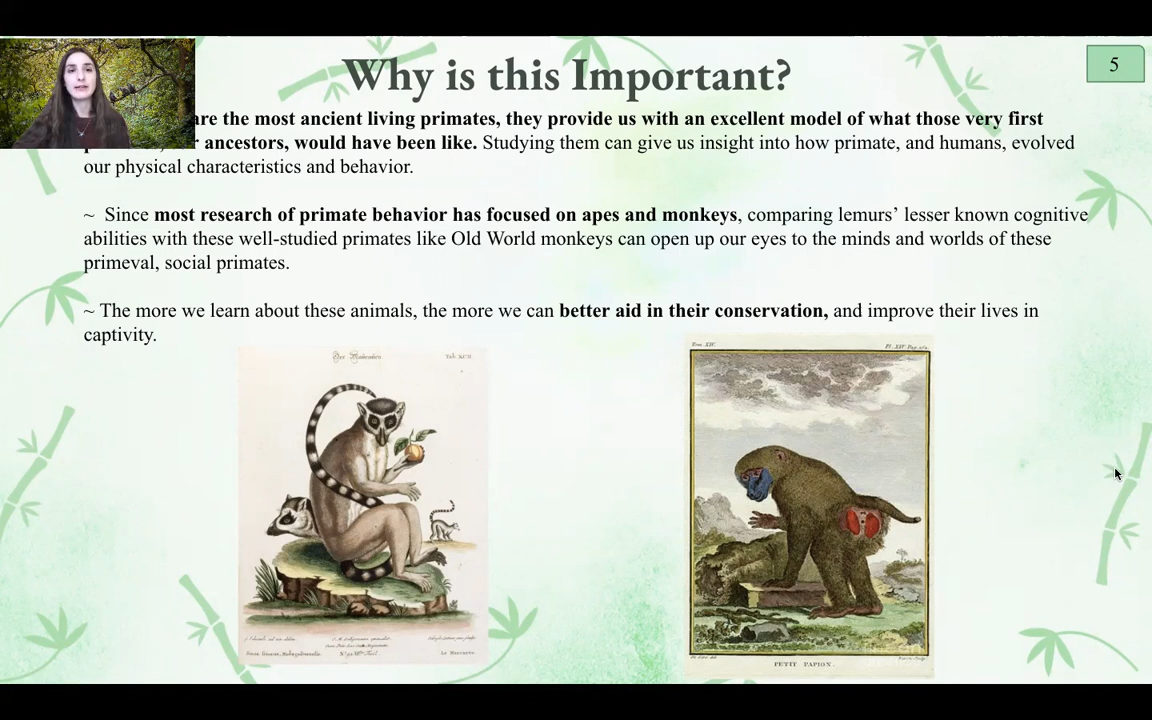 Why is this Important?
5
are the most ancient living primates, they provide us with an excellent model of what those very first
ancestors, would have been like. Studying them can give us insight into how primate, and humans, evolved
our physical characteristics and behavior.
~ Since most research of primate behavior has focused on apes and monkeys, comparing lemurs’ lesser known cognitive
abilities with these well-studied primates like Old World monkeys can open up our eyes to the minds and worlds of these
primeval, social primates.
~ The more we learn about these animals, the more we can better aid in their conservation, and improve their lives in
captivity.
Tom. XIV.
PETIT PAPION.